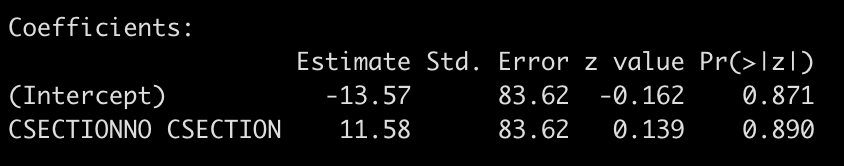 Coefficients:
Estimate Std. Error z value Pr(>|z|)
(Intercept) -13.57 83.62 -0.162 0.871
CSECTIONNO CSECTION 11.58 83.62 0.139 0.890